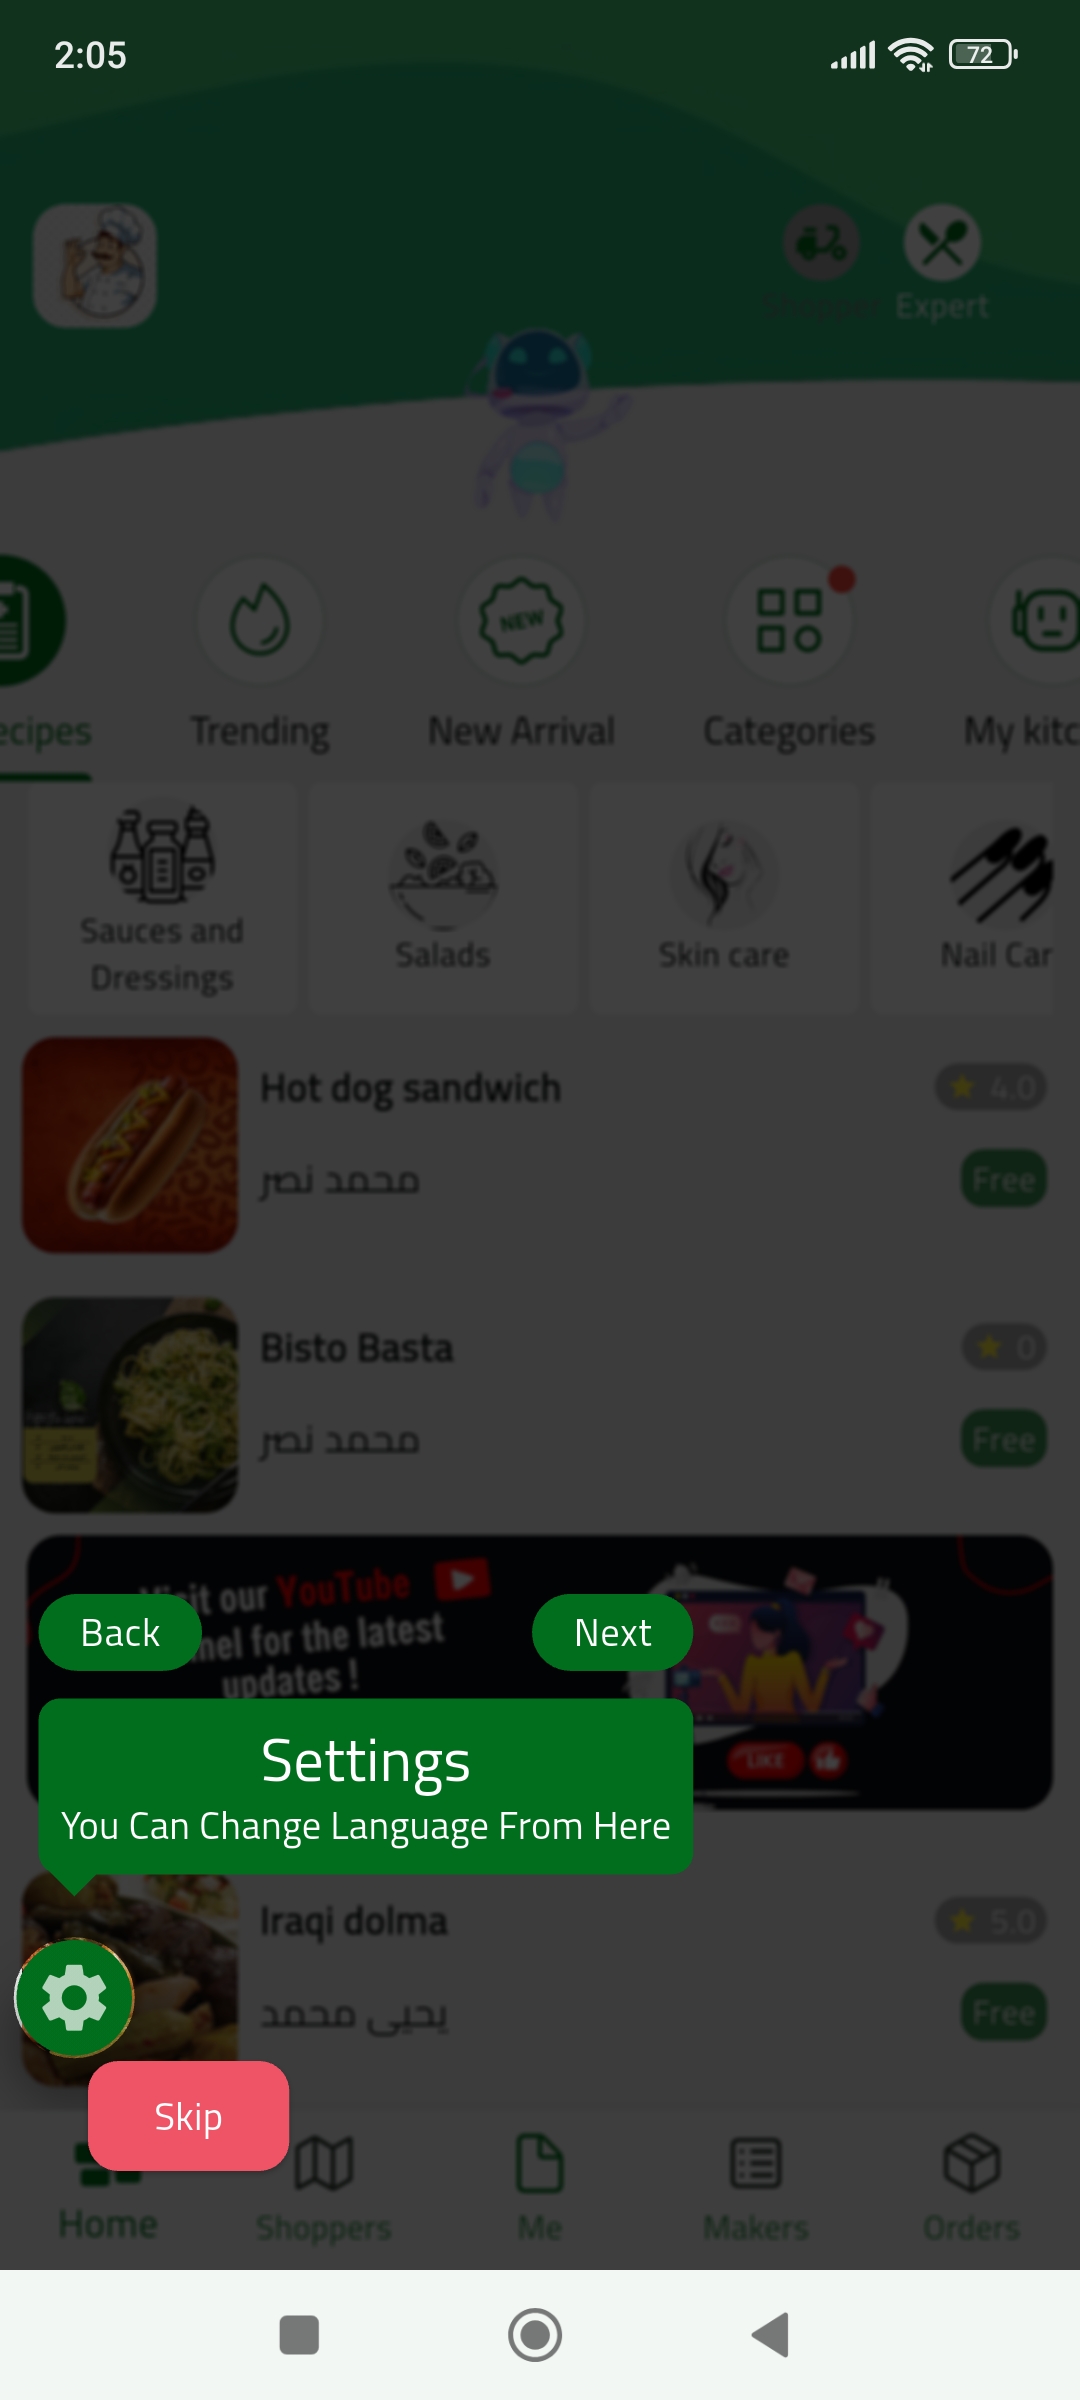 2:05
72
Shopper
Expert
ecipes
Trending
NEW
New Arrival
Categories
My kitc
Sauces and
Dressings
Salads
Skin care
Nail Car
Hot dog sandwich
4.0
محمد نصر
Free
Bisto Basta
0
محمد نصر
Free
it our YouTube
nel for the latest
updates !
LIKE
Back
Next
Settings
You Can Change Language From Here
Iraqi dolma
5.0
يحيى محمد
Free
Skip
Home
Shoppers
Me
Makers
Orders